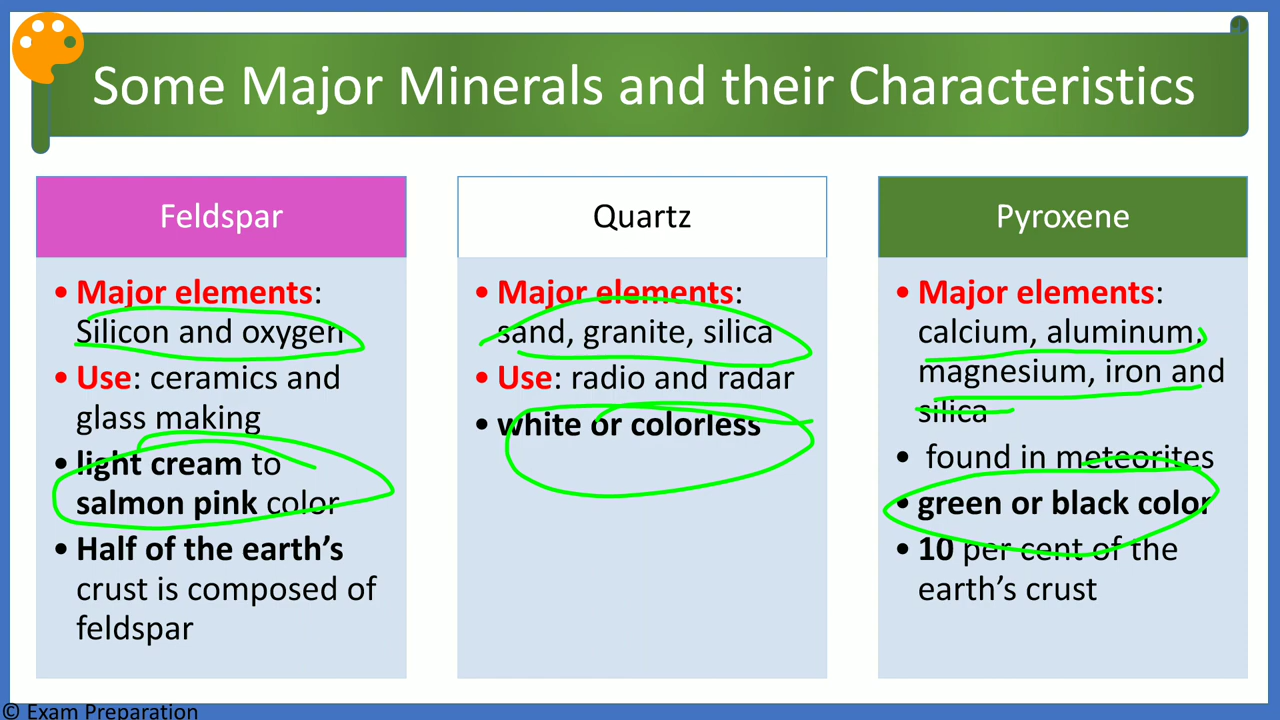 Some Major Minerals and their Characteristics
Feldspar
• Major elements:
Silicon and oxygen
• Use: ceramics and
glass making
• light cream to
salmon pink color
• Half of the earth’s
crust is composed of
feldspar
Quartz
• Major elements:
sand, granite, silica
• Use: radio and radar
• white or colorless
Pyroxene
• Major elements:
calcium, aluminum,
magnesium, iron and
silica
• found in meteorites
• green or black color
• 10 per cent of the
earth’s crust
© Exam Preparation